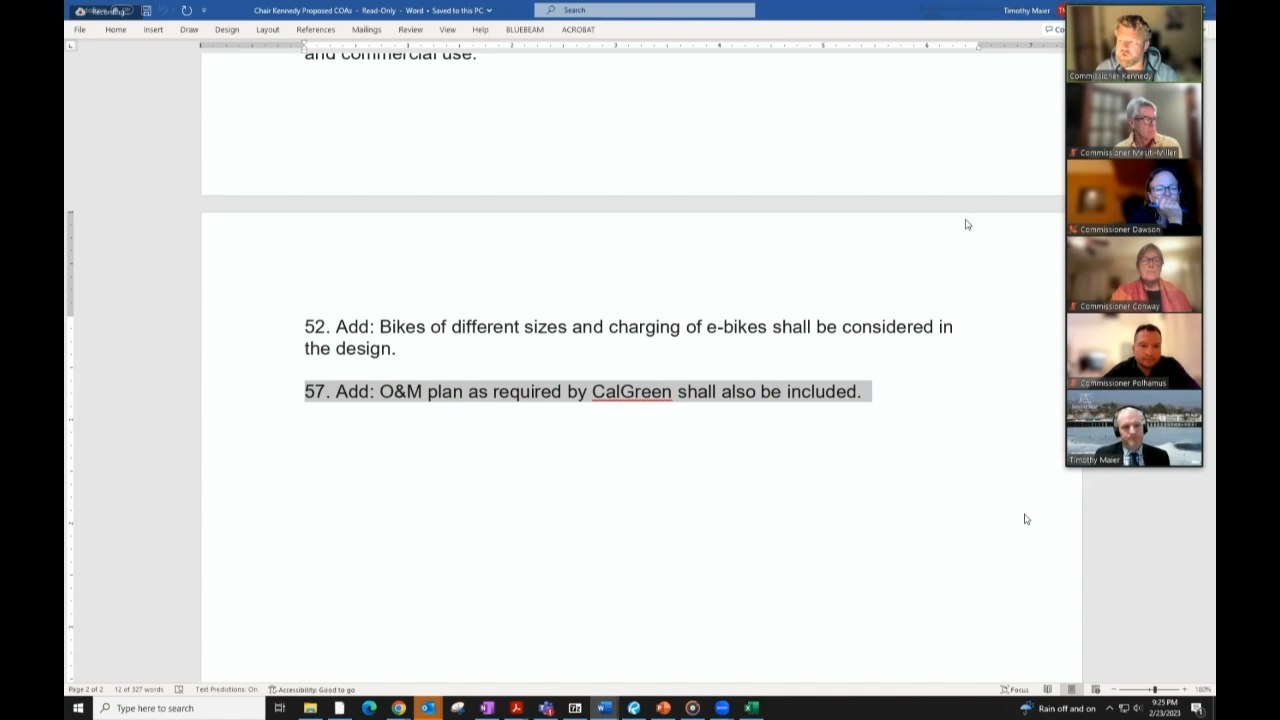 Recording
Chair Kennedy Proposed COAs - Read-Only - Word • Saved to this PC
Search
Timothy Maier
File Home Insert Draw Design Layout References Mailings Review View Help BLUEBEAM ACROBAT
and commercial use.
52. Add: Bikes of different sizes and charging of e-bikes shall be considered in
the design.
57. Add: O&M plan as required by CalGreen shall also be included.
Commissioner Kennedy
Commissioner Mesiti-Miller
Commissioner Dawson
Commissioner Conway
Commissioner Polhamus
Timothy Maier
Page 2 of 2 12 of 327 words Text Predictions: On Accessibility: Good to go Focus 180%
Type here to search
Rain off and on
9:25 PM
2/23/2023